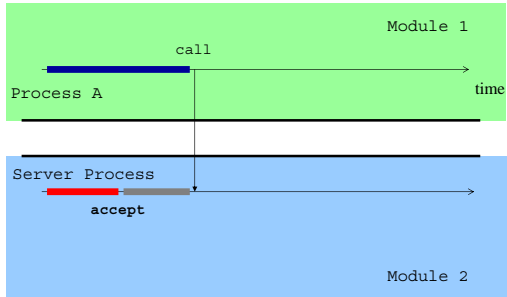 Module 1
call
time
Process A
Server Process
accept
Module 2